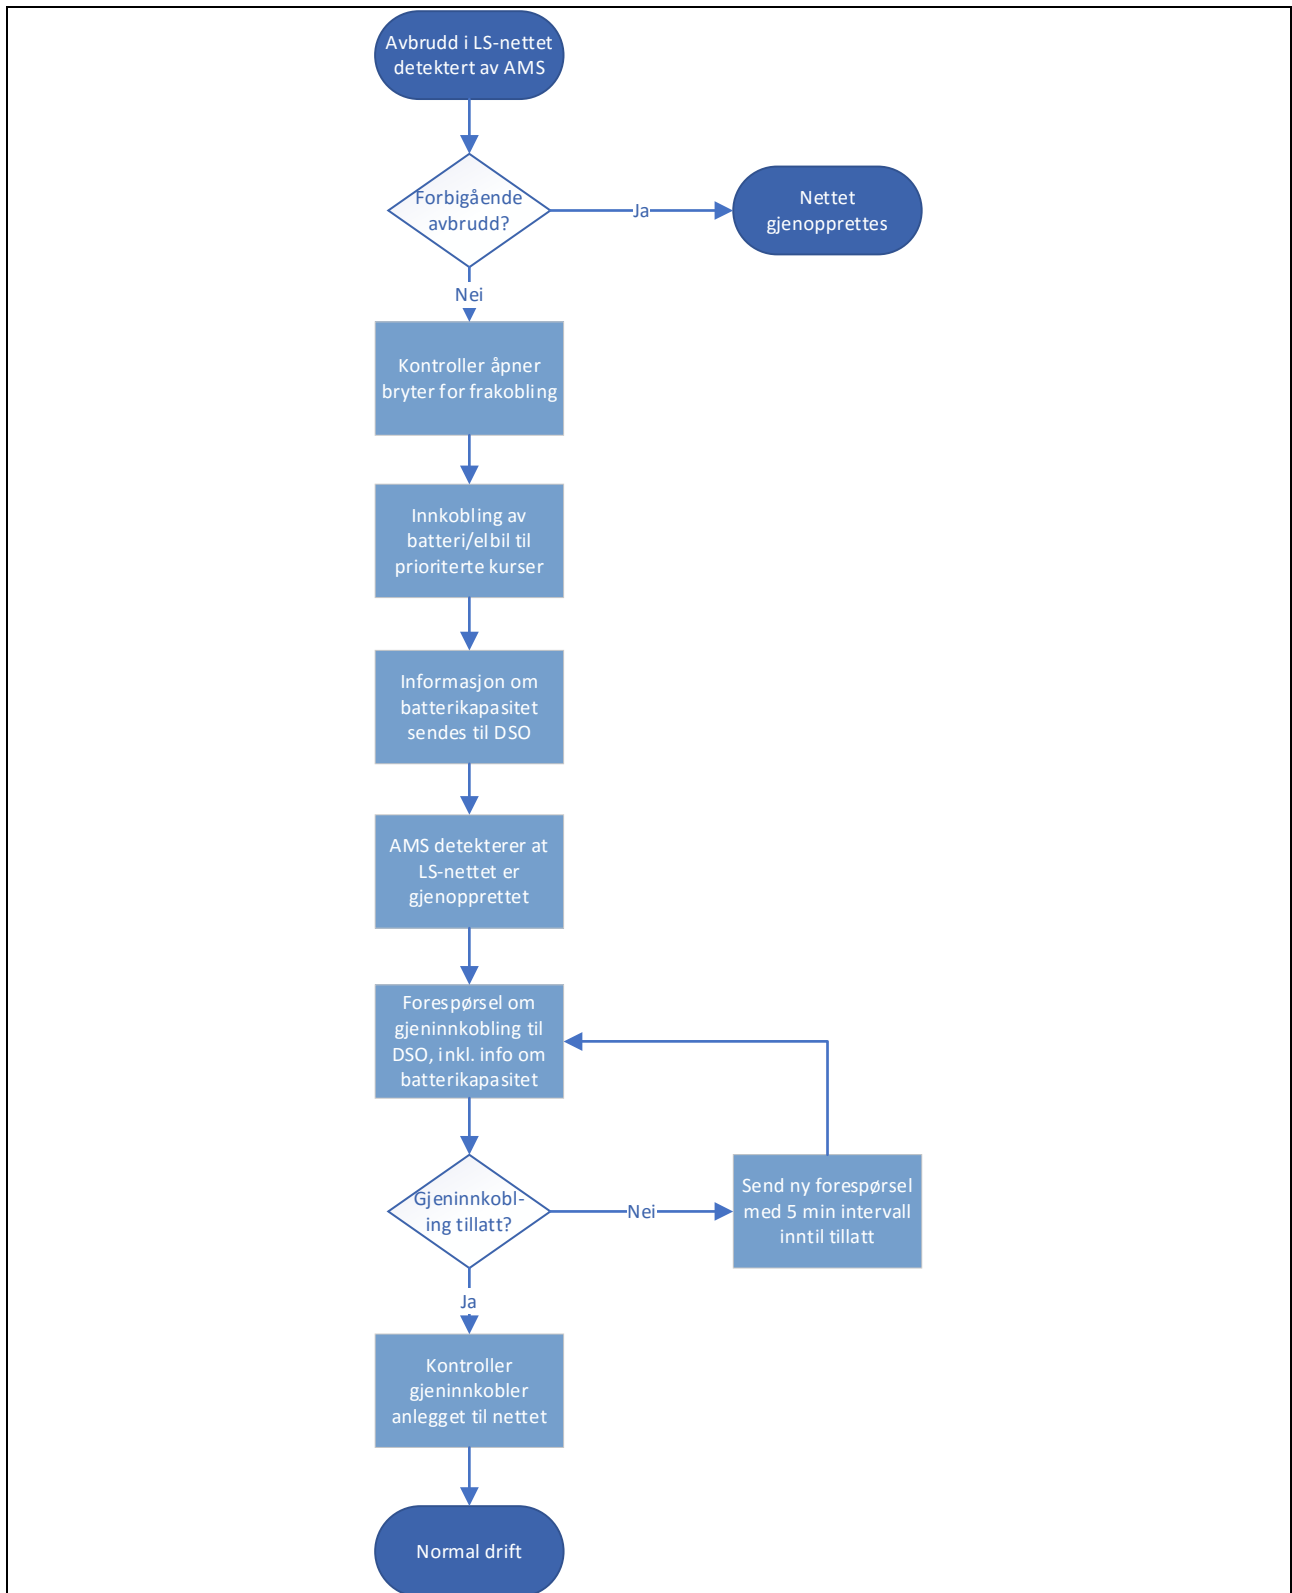 Avbrudd i LS-nettet
detektert av AMS
Forbigående
avbrudd?
Ja
Nettet
gjenopprettes
Nei
Kontroller åpner
bryter for frakobling
Innkobling av
batteri/elbil til
prioriterte kurser
Informasjon om
batterikapasitet
sendes til DSO
AMS detekterer at
LS-nettet er
gjenopprettet
Forespørsel om
gjeninnkobling til
DSO, inkl. info om
batterikapasitet
Gjeninnkobl-
ing tillatt?
Nei
Send ny forespørsel
med 5 min intervall
inntil tillatt
Ja
Kontroller
gjeninnkobler
anlegget til nettet
Normal drift